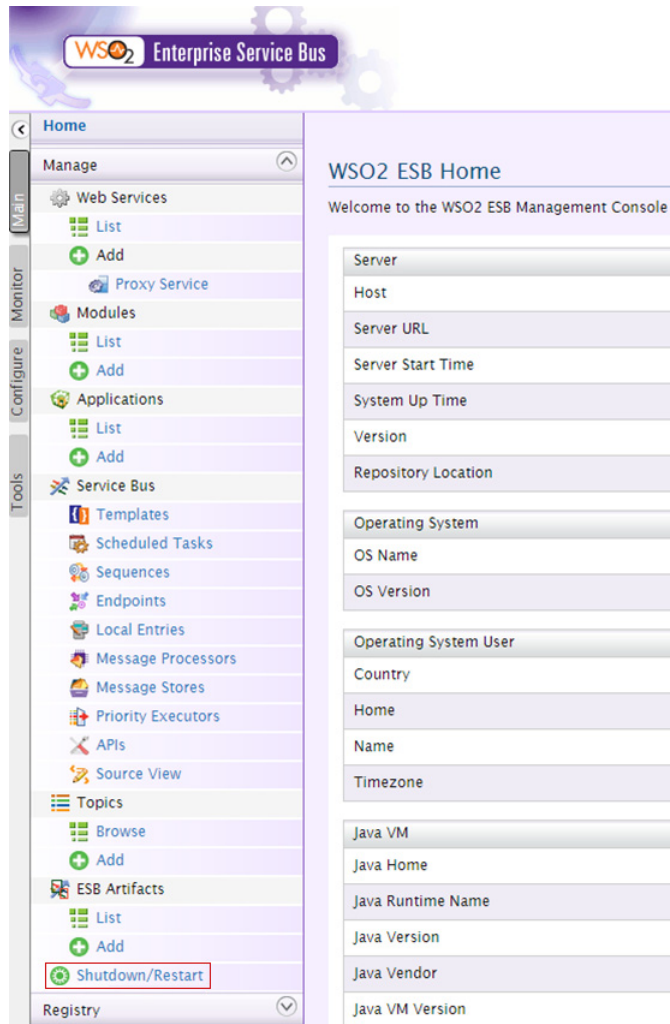 WSO2 Enterprise Service Bus
Home
Manage
Main
Monitor
Configure
Tools
Web Services
List
Add
Proxy Service
Modules
List
Add
Applications
List
Add
Service Bus
Templates
Scheduled Tasks
Sequences
Endpoints
Local Entries
Message Processors
Message Stores
Priority Executors
APIs
Source View
Topics
Browse
Add
ESB Artifacts
List
Add
Shutdown/Restart
Registry
WSO2 ESB Home
Welcome to the WSO2 ESB Management Console
Server
Host
Server URL
Server Start Time
System Up Time
Version
Repository Location
Operating System
OS Name
OS Version
Operating System User
Country
Home
Name
Timezone
Java VM
Java Home
Java Runtime Name
Java Version
Java Vendor
Java VM Version